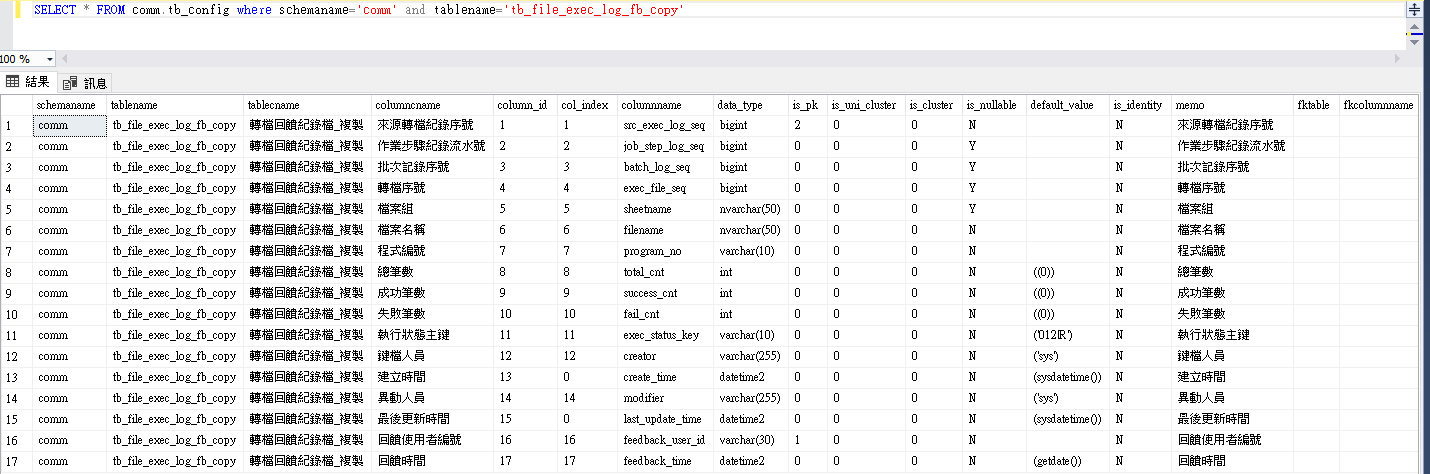 SELECT * FROM comm.tb_config where schemaname='comm' and tablename='tb_file_exec_log_fb_copy'
100 %
結果 訊息
schemaname tablename tablecname columncname column_id col_index columnname data_type is_pk is_uni_cluster is_cluster is_nullable default_value is_identity memo fktable fkcolumnname
1 comm tb_file_exec_log_fb_copy 轉檔回饋紀錄檔_複製 來源轉檔紀錄序號 1 1 src_exec_log_seq bigint 2 0 0 N N 來源轉檔紀錄序號
2 comm tb_file_exec_log_fb_copy 轉檔回饋紀錄檔_複製 作業步驟紀錄流水號 2 2 job_step_log_seq bigint 0 0 0 Y N 作業步驟紀錄流水號
3 comm tb_file_exec_log_fb_copy 轉檔回饋紀錄檔_複製 批次記錄序號 3 3 batch_log_seq bigint 0 0 0 Y N 批次記錄序號
4 comm tb_file_exec_log_fb_copy 轉檔回饋紀錄檔_複製 轉檔序號 4 4 exec_file_seq bigint 0 0 0 Y N 轉檔序號
5 comm tb_file_exec_log_fb_copy 轉檔回饋紀錄檔_複製 檔案組 5 5 sheetname nvarchar(50) 0 0 0 Y N 檔案組
6 comm tb_file_exec_log_fb_copy 轉檔回饋紀錄檔_複製 檔案名稱 6 6 filename nvarchar(50) 0 0 0 N N 檔案名稱
7 comm tb_file_exec_log_fb_copy 轉檔回饋紀錄檔_複製 程式編號 7 7 program_no varchar(10) 0 0 0 N N 程式編號
8 comm tb_file_exec_log_fb_copy 轉檔回饋紀錄檔_複製 總筆數 8 8 total_cnt int 0 0 0 N ((0)) N 總筆數
9 comm tb_file_exec_log_fb_copy 轉檔回饋紀錄檔_複製 成功筆數 9 9 success_cnt int 0 0 0 N ((0)) N 成功筆數
10 comm tb_file_exec_log_fb_copy 轉檔回饋紀錄檔_複製 失敗筆數 10 10 fail_cnt int 0 0 0 N ((0)) N 失敗筆數
11 comm tb_file_exec_log_fb_copy 轉檔回饋紀錄檔_複製 執行狀態主鍵 11 11 exec_status_key varchar(10) 0 0 0 N ('012IR') N 執行狀態主鍵
12 comm tb_file_exec_log_fb_copy 轉檔回饋紀錄檔_複製 鍵檔人員 12 12 creator varchar(255) 0 0 0 N ('sys') N 鍵檔人員
13 comm tb_file_exec_log_fb_copy 轉檔回饋紀錄檔_複製 建立時間 13 0 create_time datetime2 0 0 0 N (sysdatetime()) N 建立時間
14 comm tb_file_exec_log_fb_copy 轉檔回饋紀錄檔_複製 異動人員 14 14 modifier varchar(255) 0 0 0 N ('sys') N 異動人員
15 comm tb_file_exec_log_fb_copy 轉檔回饋紀錄檔_複製 最後更新時間 15 0 last_update_time datetime2 0 0 0 N (sysdatetime()) N 最後更新時間
16 comm tb_file_exec_log_fb_copy 轉檔回饋紀錄檔_複製 回饋使用者編號 16 16 feedback_user_id varchar(30) 1 0 0 N N 回饋使用者編號
17 comm tb_file_exec_log_fb_copy 轉檔回饋紀錄檔_複製 回饋時間 17 17 feedback_time datetime2 0 0 0 N (getdate()) N 回饋時間